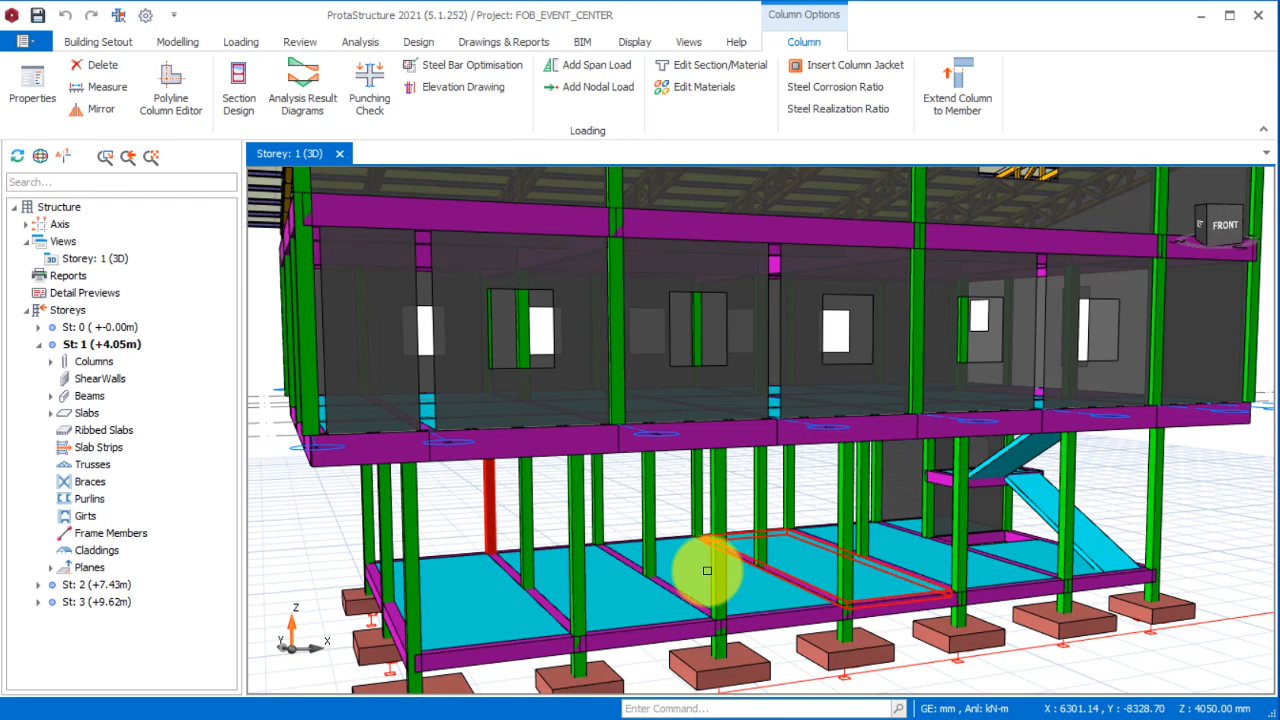 ProtaStructure 2021 (5.1.252) / Project: FOB_EVENT_CENTER
Column Options
Building Setout
Modelling
Loading
Review
Analysis
Design
Drawings & Reports
BIM
Display
Views
Help
Column
Properties
Delete
Measure
Mirror
Polyline
Column Editor
Section
Design
Analysis Result
Diagrams
Punching
Check
Steel Bar Optimisation
Elevation Drawing
Add Span Load
Add Nodal Load
Loading
Edit Section/Material
Edit Materials
Insert Column Jacket
Steel Corrosion Ratio
Steel Realization Ratio
Extend Column
to Member
Storey: 1 (3D)
Search...
Structure
Axis
Views
3D Storey: 1 (3D)
Reports
Detail Previews
Storeys
St: 0 ( +-0.00m)
St: 1 (+4.05m)
Columns
ShearWalls
Beams
Slabs
Ribbed Slabs
Slab Strips
Trusses
Braces
Purlins
Girts
Frame Members
Claddings
Planes
St: 2 (+7.43m)
St: 3 (+9.62m)
FRONT
Z
Y
X
Enter Command...
GE: mm, Anl: kN-m
X : 6301.14, Y : -8328.70
Z : 4050.00 mm